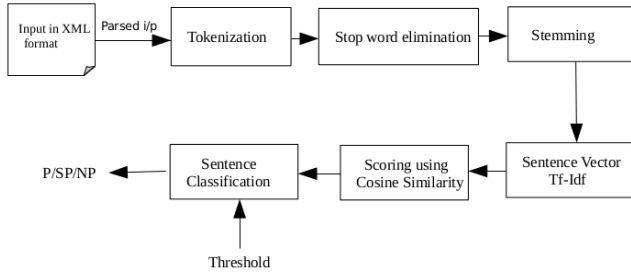 Input in XML
format
Parsed i/p
Tokenization
Stop word elimination
Stemming
Sentence Vector
Tf-Idf
Scoring using
Cosine Similarity
Sentence
Classification
P/SP/NP
Threshold